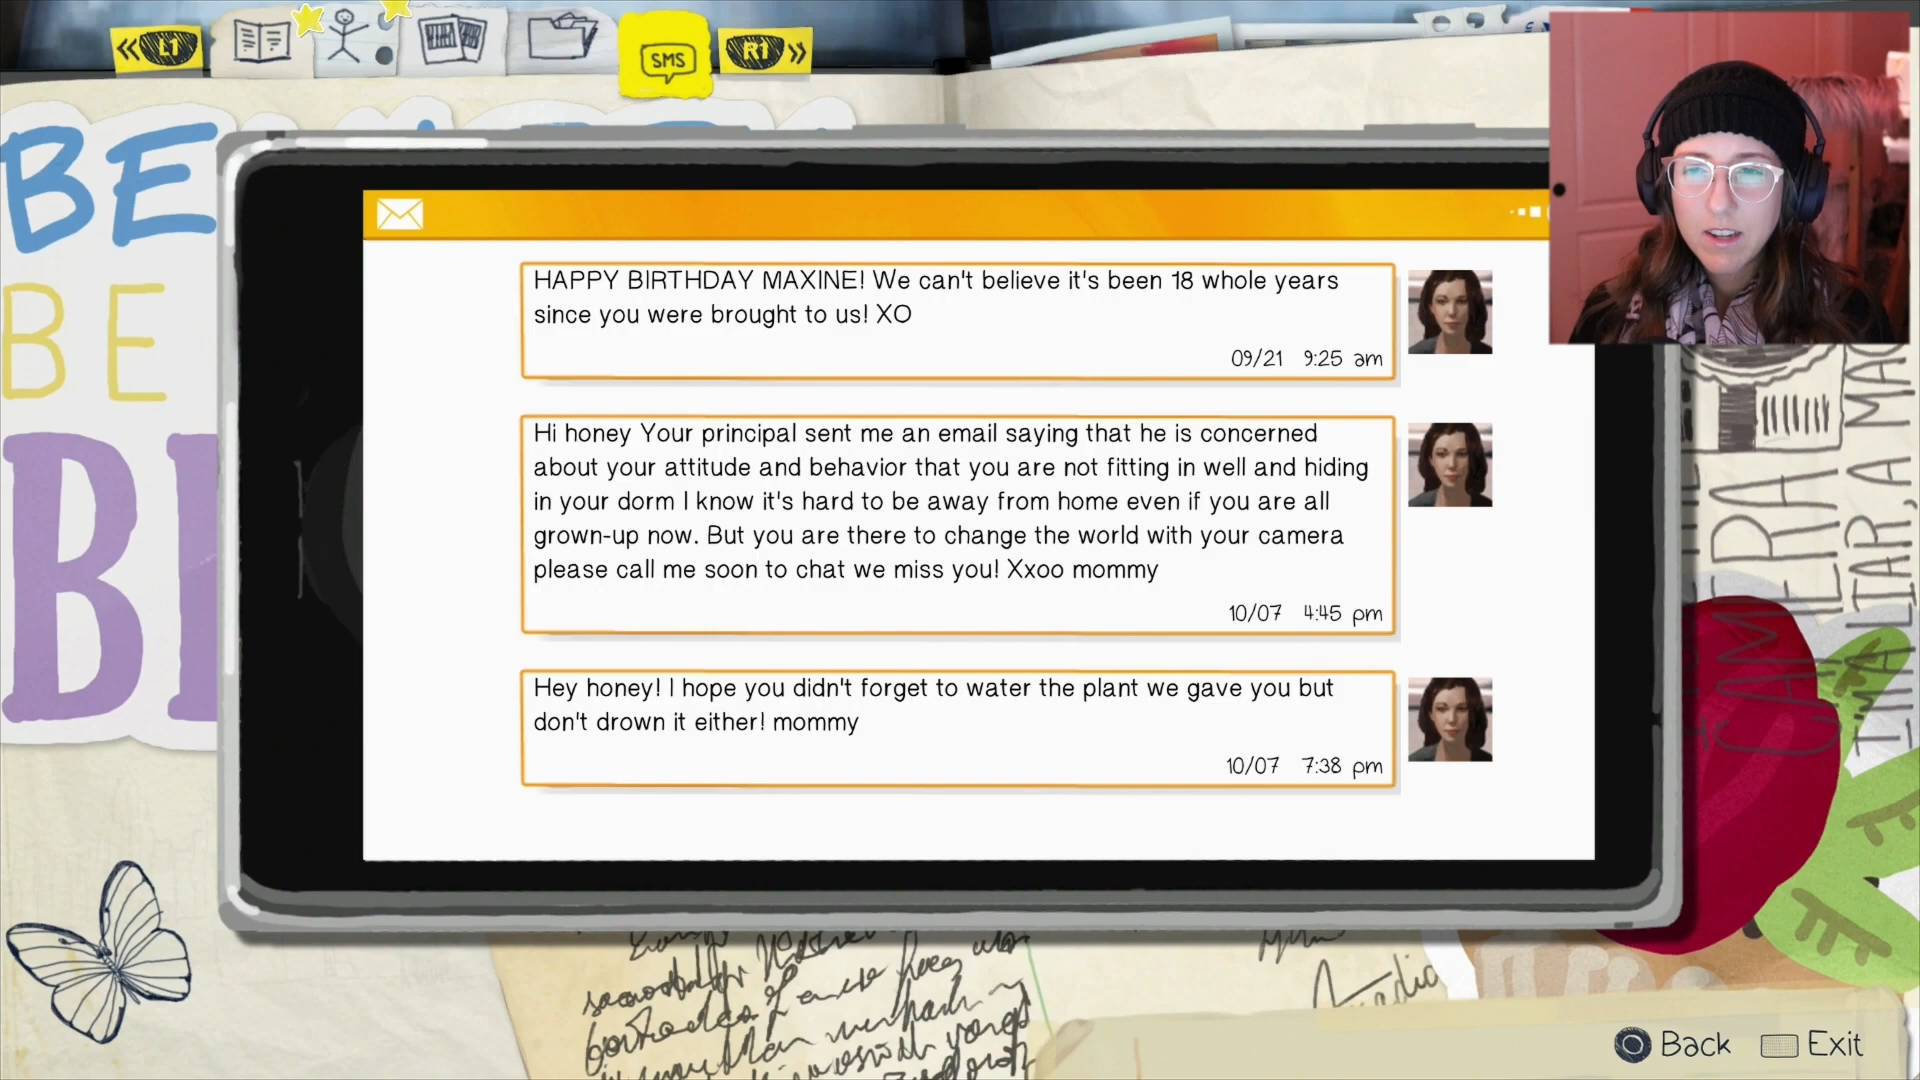 L1
SMS
R1
BE
BE
HAPPY BIRTHDAY MAXINE! We can't believe it's been 18 whole years
since you were brought to us! XO
09/21 9:25 am
Hi honey Your principal sent me an email saying that he is concerned
about your attitude and behavior that you are not fitting in well and hiding
in your dorm I know it's hard to be away from home even if you are all
grown-up now. But you are there to change the world with your camera
please call me soon to chat we miss you! Xxoo mommy
10/07 4:45 pm
Hey honey! I hope you didn't forget to water the plant we gave you but
don't drown it either! mommy
10/07 7:38 pm
CAMERA
Back
Exit